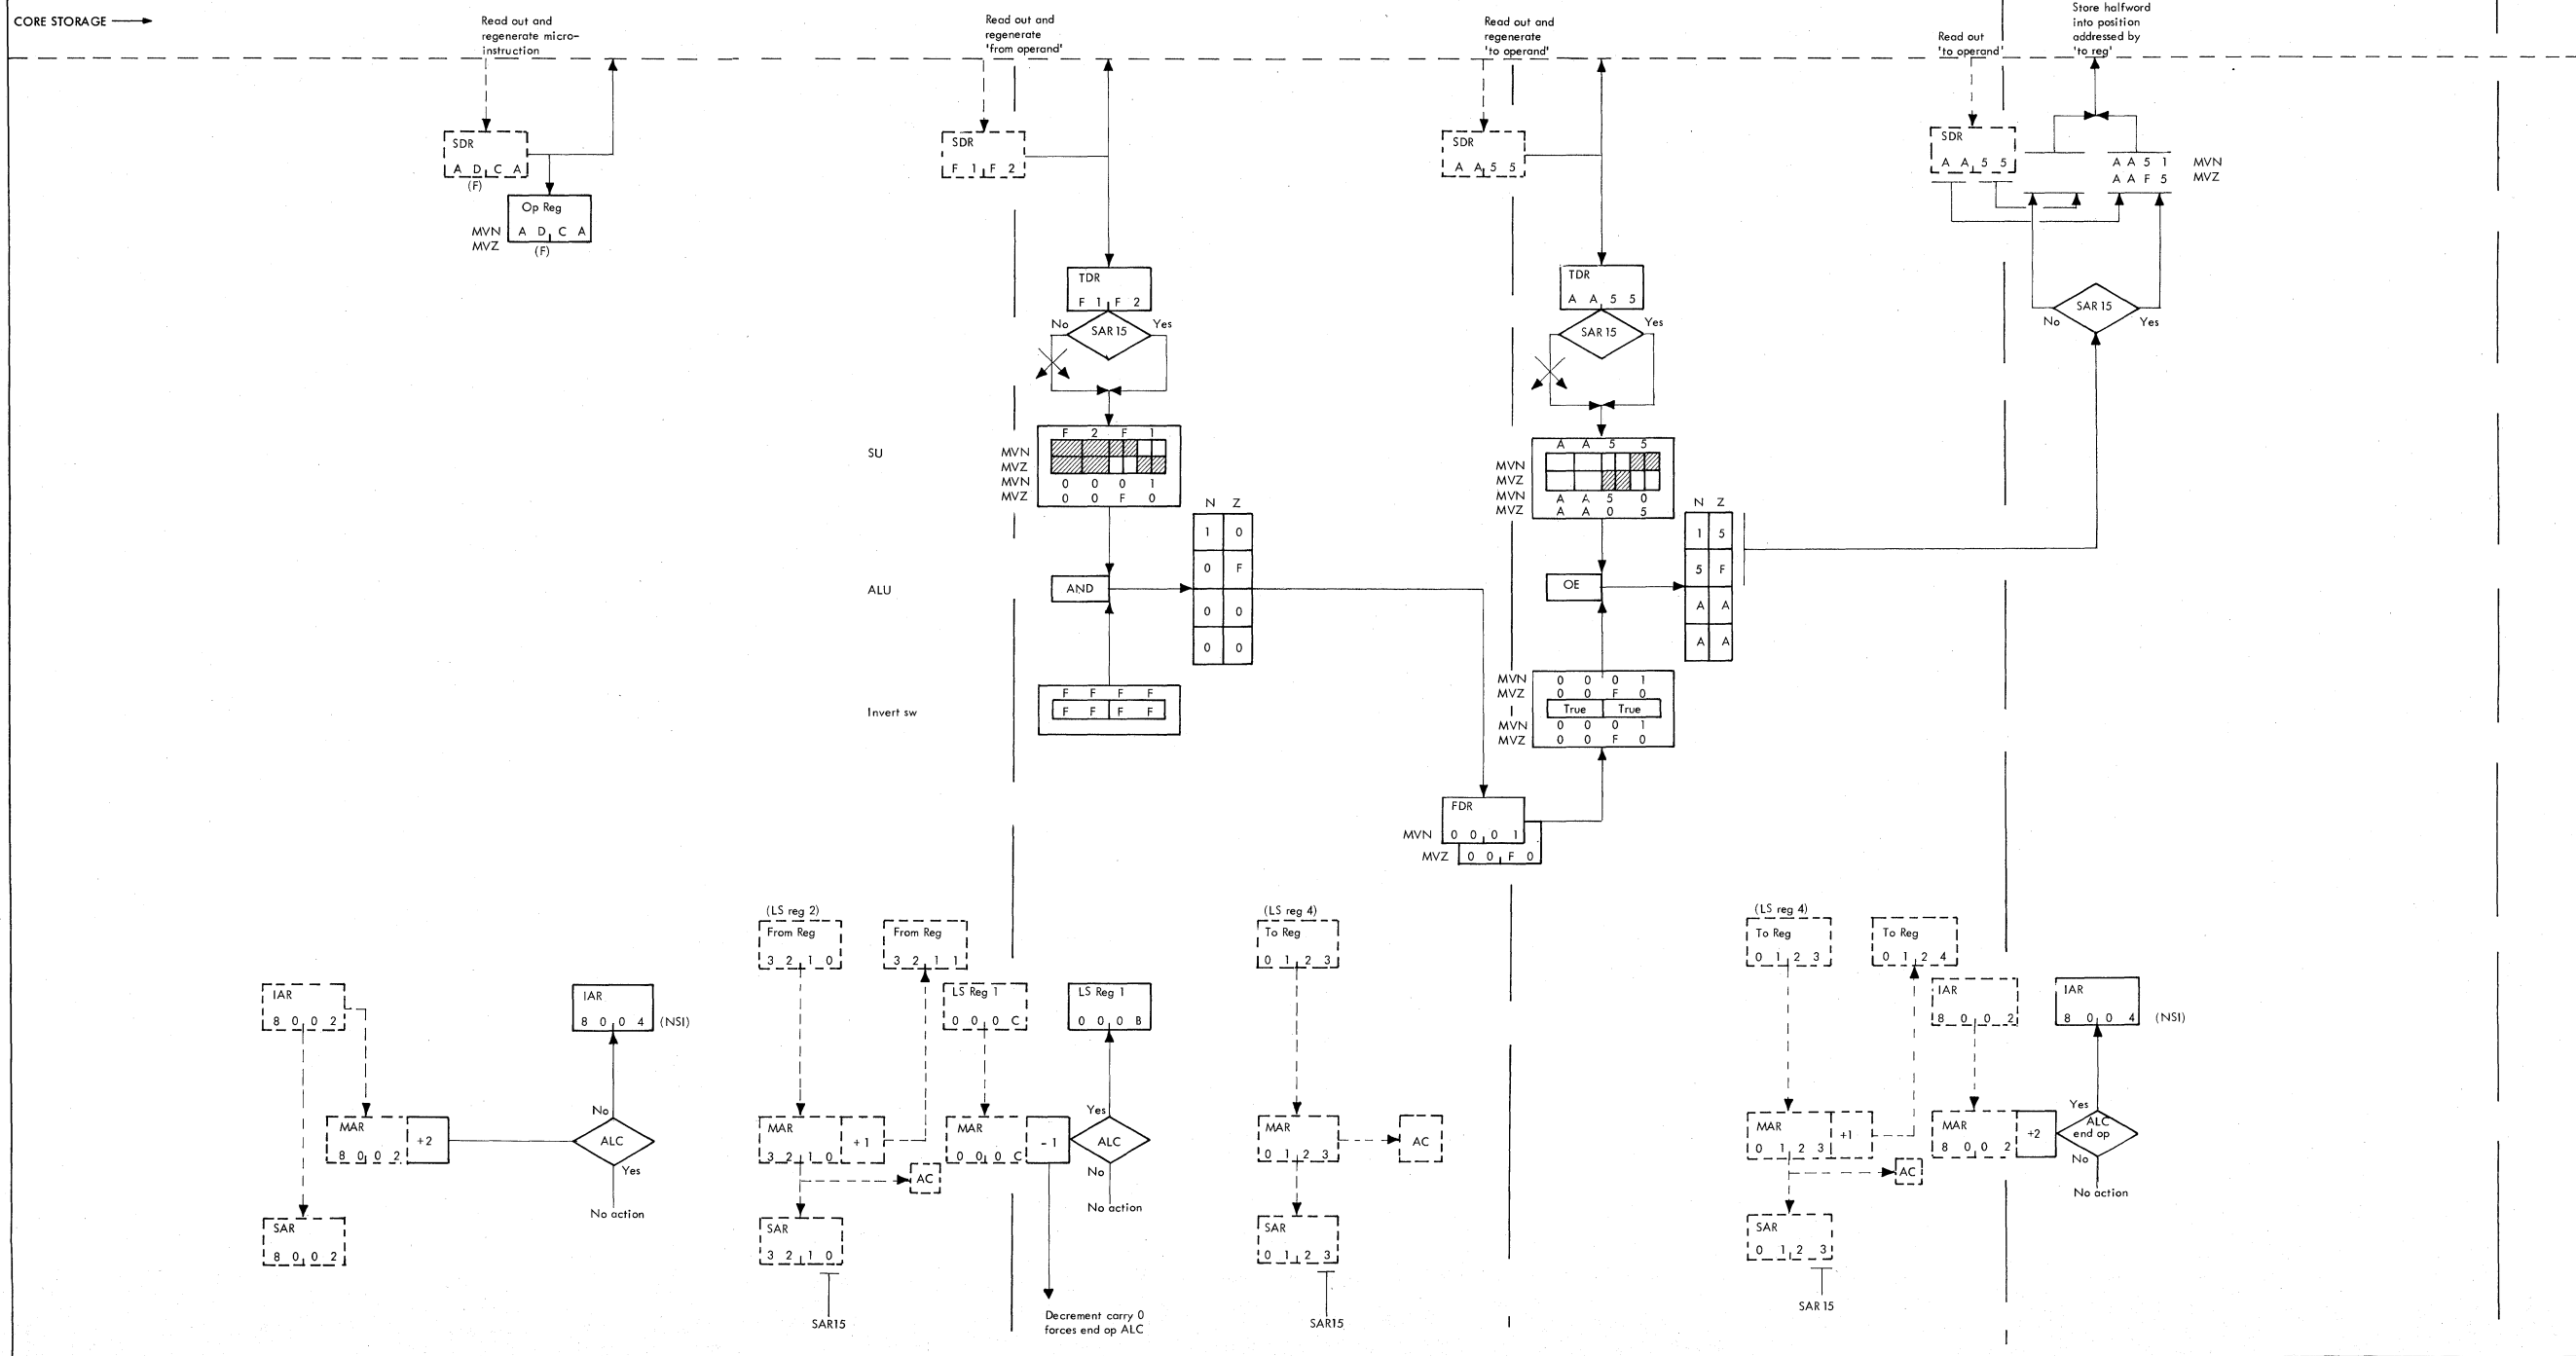 CORE STORAGE
Read out and
regenerate micro-
instruction
Read out and
regenerate
'from operand'
Read out and
regenerate
'to operand'
Read out
'to operand'
Store halfword
into position
addressed by
'to reg'
SDR
A D C A
(F)
Op Reg
MVN A D C A
MVZ (F)
SDR
F 1 F 2
TDR
F 1 F 2
No SAR 15 Yes
SU
F 2 F 1
MVN
MVZ
MVN 0 0 0 1
MVZ 0 0 F 0
N Z
1 0
0 F
0 0
0 0
ALU
AND
Invert sw
F F F F
F F F F
SDR
A A 5 5
TDR
A A 5 5
SAR 15 Yes
A A 5 5
MVN
MVZ
MVN A A 5 0
MVZ A A 0 5
N Z
1 5
5 F
A A
A A
OE
MVN 0 0 0 1
MVZ 0 0 F 0
True True
MVN 0 0 0 1
MVZ 0 0 F 0
FDR
MVN 0 0 0 1
MVZ 0 0 F 0
SDR
A A 5 5
A A 5 1 MVN
A A F 5 MVZ
SAR 15
No Yes
IAR
8 0 0 2
MAR
8 0 0 2
+2
SAR
8 0 0 2
IAR
8 0 0 4 (NSI)
No
ALC
Yes
No action
(LS reg 2)
From Reg
3 2 1 0
From Reg
3 2 1 1
LS Reg 1
0 0 0 C
LS Reg 1
0 0 0 B
MAR
3 2 1 0
+1
AC
MAR
0 0 0 C
-1
Yes
ALC
No
No action
SAR
3 2 1 0
SAR15
Decrement carry 0
forces end op ALC
(LS reg 4)
To Reg
0 1 2 3
MAR
0 1 2 3
AC
SAR
0 1 2 3
SAR15
(LS reg 4)
To Reg
0 1 2 3
To Reg
0 1 2 4
IAR
8 0 0 2
IAR
8 0 0 4 (NSI)
MAR
0 1 2 3
+1
AC
MAR
8 0 0 2
+2
Yes
ALC
end op
No
No action
SAR
0 1 2 3
SAR 15